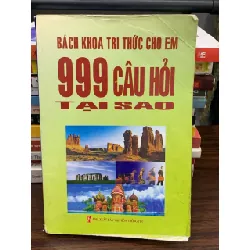 BÁCH KHOA TRI THỨC CHO EM
999 CÂU HỎI
TẠI SAO